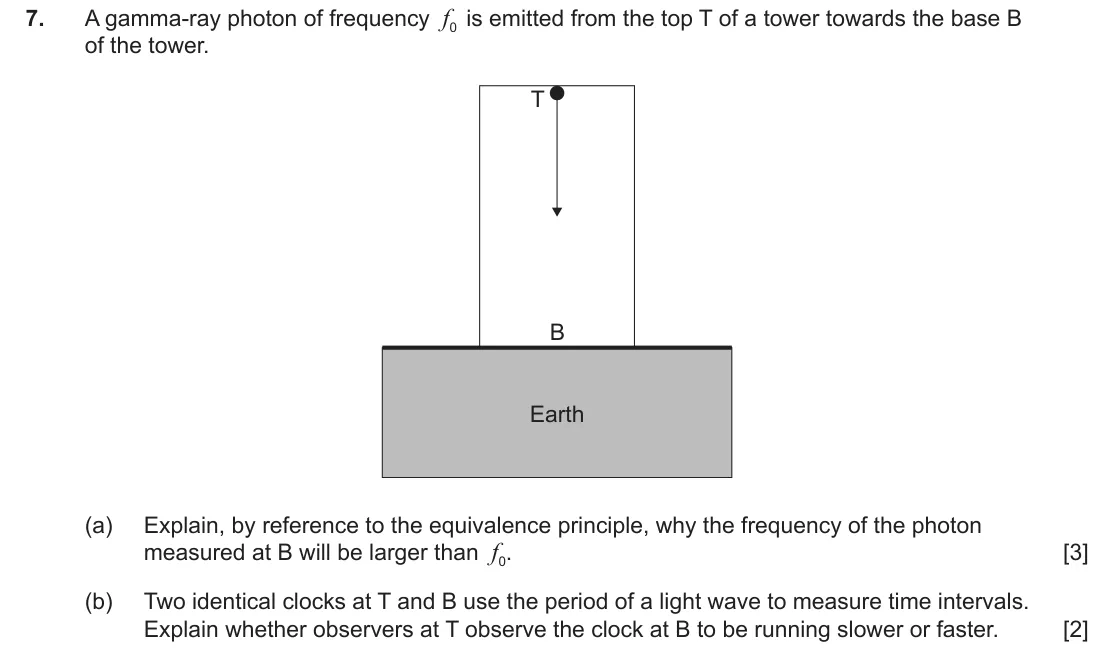 7. A gamma-ray photon of frequency f₀ is emitted from the top T of a tower towards the base B
of the tower.
T
B
Earth
(a) Explain, by reference to the equivalence principle, why the frequency of the photon
measured at B will be larger than f₀. [3]
(b) Two identical clocks at T and B use the period of a light wave to measure time intervals.
Explain whether observers at T observe the clock at B to be running slower or faster. [2]